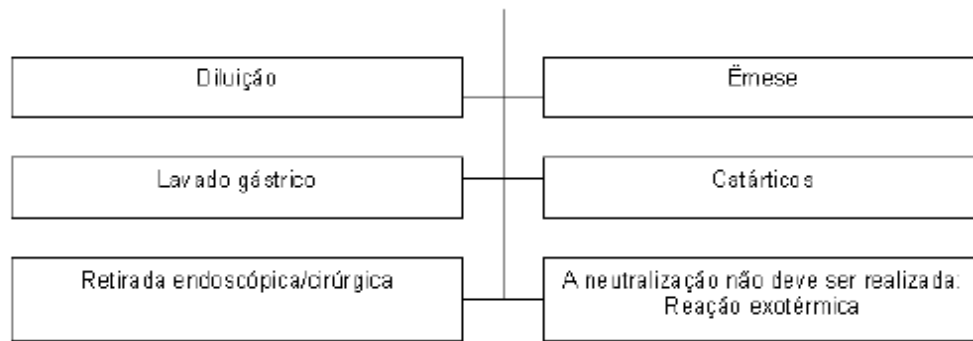 Diluição
Êmese
Lavado gástrico
Catárticos
Retirada endoscópica/cirúrgica
A neutralização não deve ser realizada:
Reação exotérmica